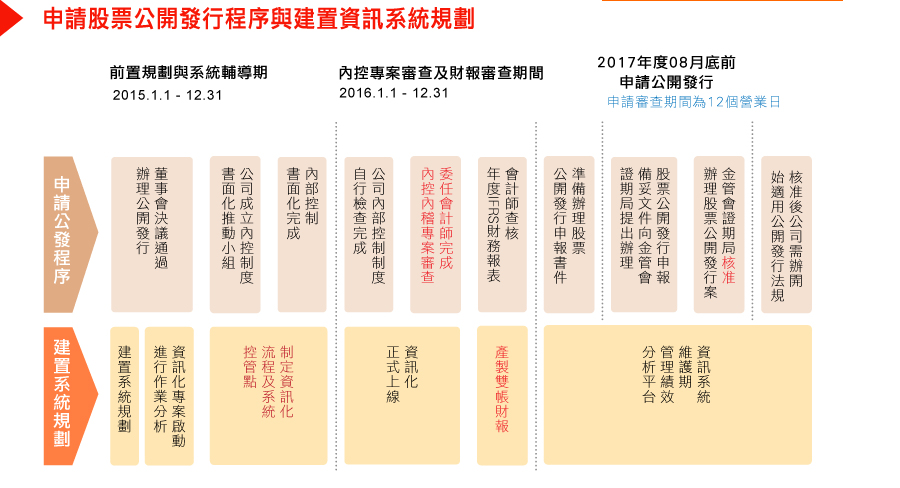 申請股票公開發行程序與建置資訊系統規劃
前置規劃與系統輔導期
2015.1.1 - 12.31
內控專案審查及財報審查期間
2016.1.1 - 12.31
2017年度08月底前
申請公開發行
申請審查期間為12個營業日
申請公發程序
董事會決議通過
辦理公開發行
公司成立內控制度
書面化推動小組
內部控制
書面化完成
公司內部控制制度
自行檢查完成
委任會計師完成
內控內稽專案審查
會計師查核
年度IFRS財務報表
準備辦理股票
公開發行申報書件
股票公開發行申報
備妥文件向金管會
證期局提出辦理
金管會證期局核准
辦理股票公開發行案
核准後公司需辦開
始適用公開發行法規
建置系統規劃
建置系統規劃
資訊化專案啟動
進行作業分析
制定資訊化
流程及系統
控管點
資訊化
正式上線
產製雙帳財報
資訊系統
維護期
管理績效
分析平台